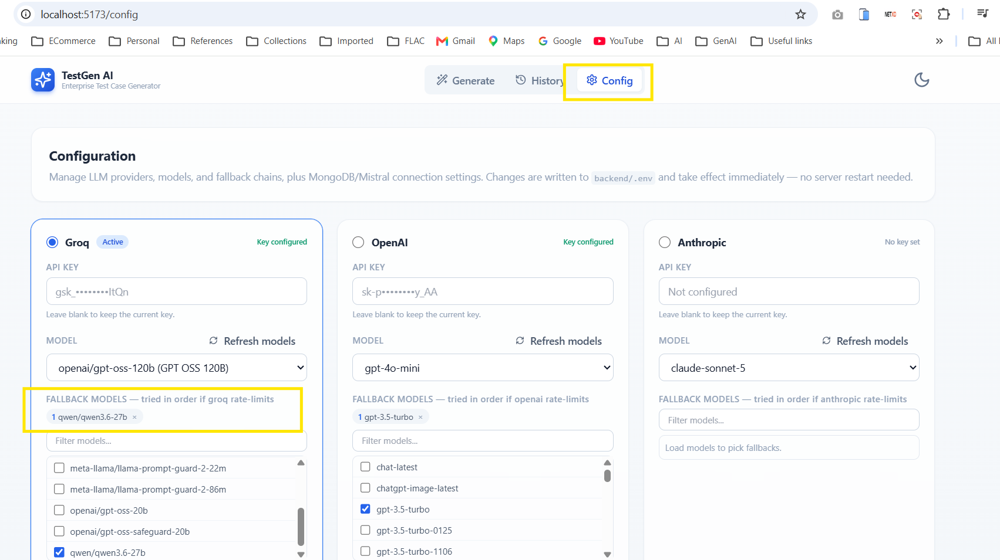 localhost:5173/config
king ECommerce Personal References Collections Imported FLAC Gmail Maps Google YouTube AI GenAI Useful links » All
TestGen AI
Enterprise Test Case Generator
Generate History Config
Configuration
Manage LLM providers, models, and fallback chains, plus MongoDB/Mistral connection settings. Changes are written to backend/.env and take effect immediately — no server restart needed.
Groq Active Key configured
API KEY
gsk_••••••••ItQn
Leave blank to keep the current key.
MODEL Refresh models
openai/gpt-oss-120b (GPT OSS 120B)
FALLBACK MODELS — tried in order if groq rate-limits
1 qwen/qwen3.6-27b ×
Filter models...
meta-llama/llama-prompt-guard-2-22m
meta-llama/llama-prompt-guard-2-86m
openai/gpt-oss-20b
openai/gpt-oss-safeguard-20b
qwen/qwen3.6-27b
OpenAI Key configured
API KEY
sk-p••••••••y_AA
Leave blank to keep the current key.
MODEL Refresh models
gpt-4o-mini
FALLBACK MODELS — tried in order if openai rate-limits
1 gpt-3.5-turbo ×
Filter models...
chat-latest
chatgpt-image-latest
gpt-3.5-turbo
gpt-3.5-turbo-0125
gpt-3.5-turbo-1106
Anthropic No key set
API KEY
Not configured
Leave blank to keep the current key.
MODEL Refresh models
claude-sonnet-5
FALLBACK MODELS — tried in order if anthropic rate-limits
Filter models...
Load models to pick fallbacks.